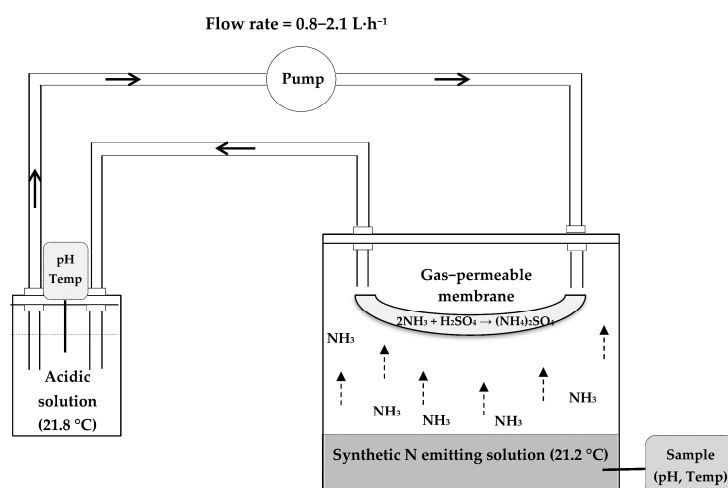 Flow rate = 0.8−2.1 L·h⁻¹
Pump
pH
Temp
Gas−permeable
membrane
2NH₃ + H₂SO₄ → (NH₄)₂SO₄
NH₃
Acidic
solution
(21.8 °C)
NH₃
NH₃
NH₃
NH₃
Synthetic N emitting solution (21.2 °C)
Sample
(pH, Temp)